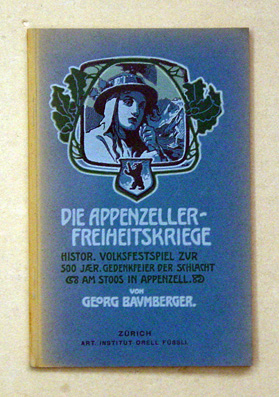 DIE APPENZELLER-
FREIHEITSKRIEGE
HISTOR. VOLKSFESTSPIEL ZUR
500 JÆR. GEDENKFEIER DER SCHLACHT
AM STOOS IN APPENZELL.
VON
GEORG BAVMBERGER.
ZÜRICH
ART. INSTITUT ORELL FÜSSLI